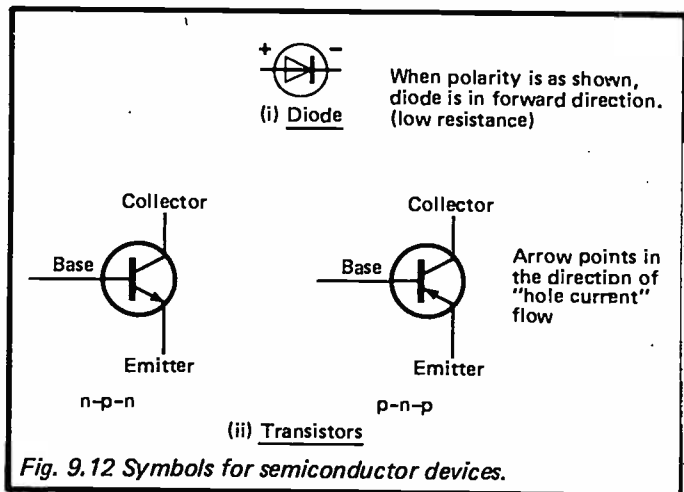 + −
When polarity is as shown,
diode is in forward direction.
(low resistance)
(i) Diode
Collector
Base
Emitter
n-p-n
Collector
Base
Emitter
p-n-p
Arrow points in
the direction of
"hole current"
flow
(ii) Transistors
Fig. 9.12 Symbols for semiconductor devices.